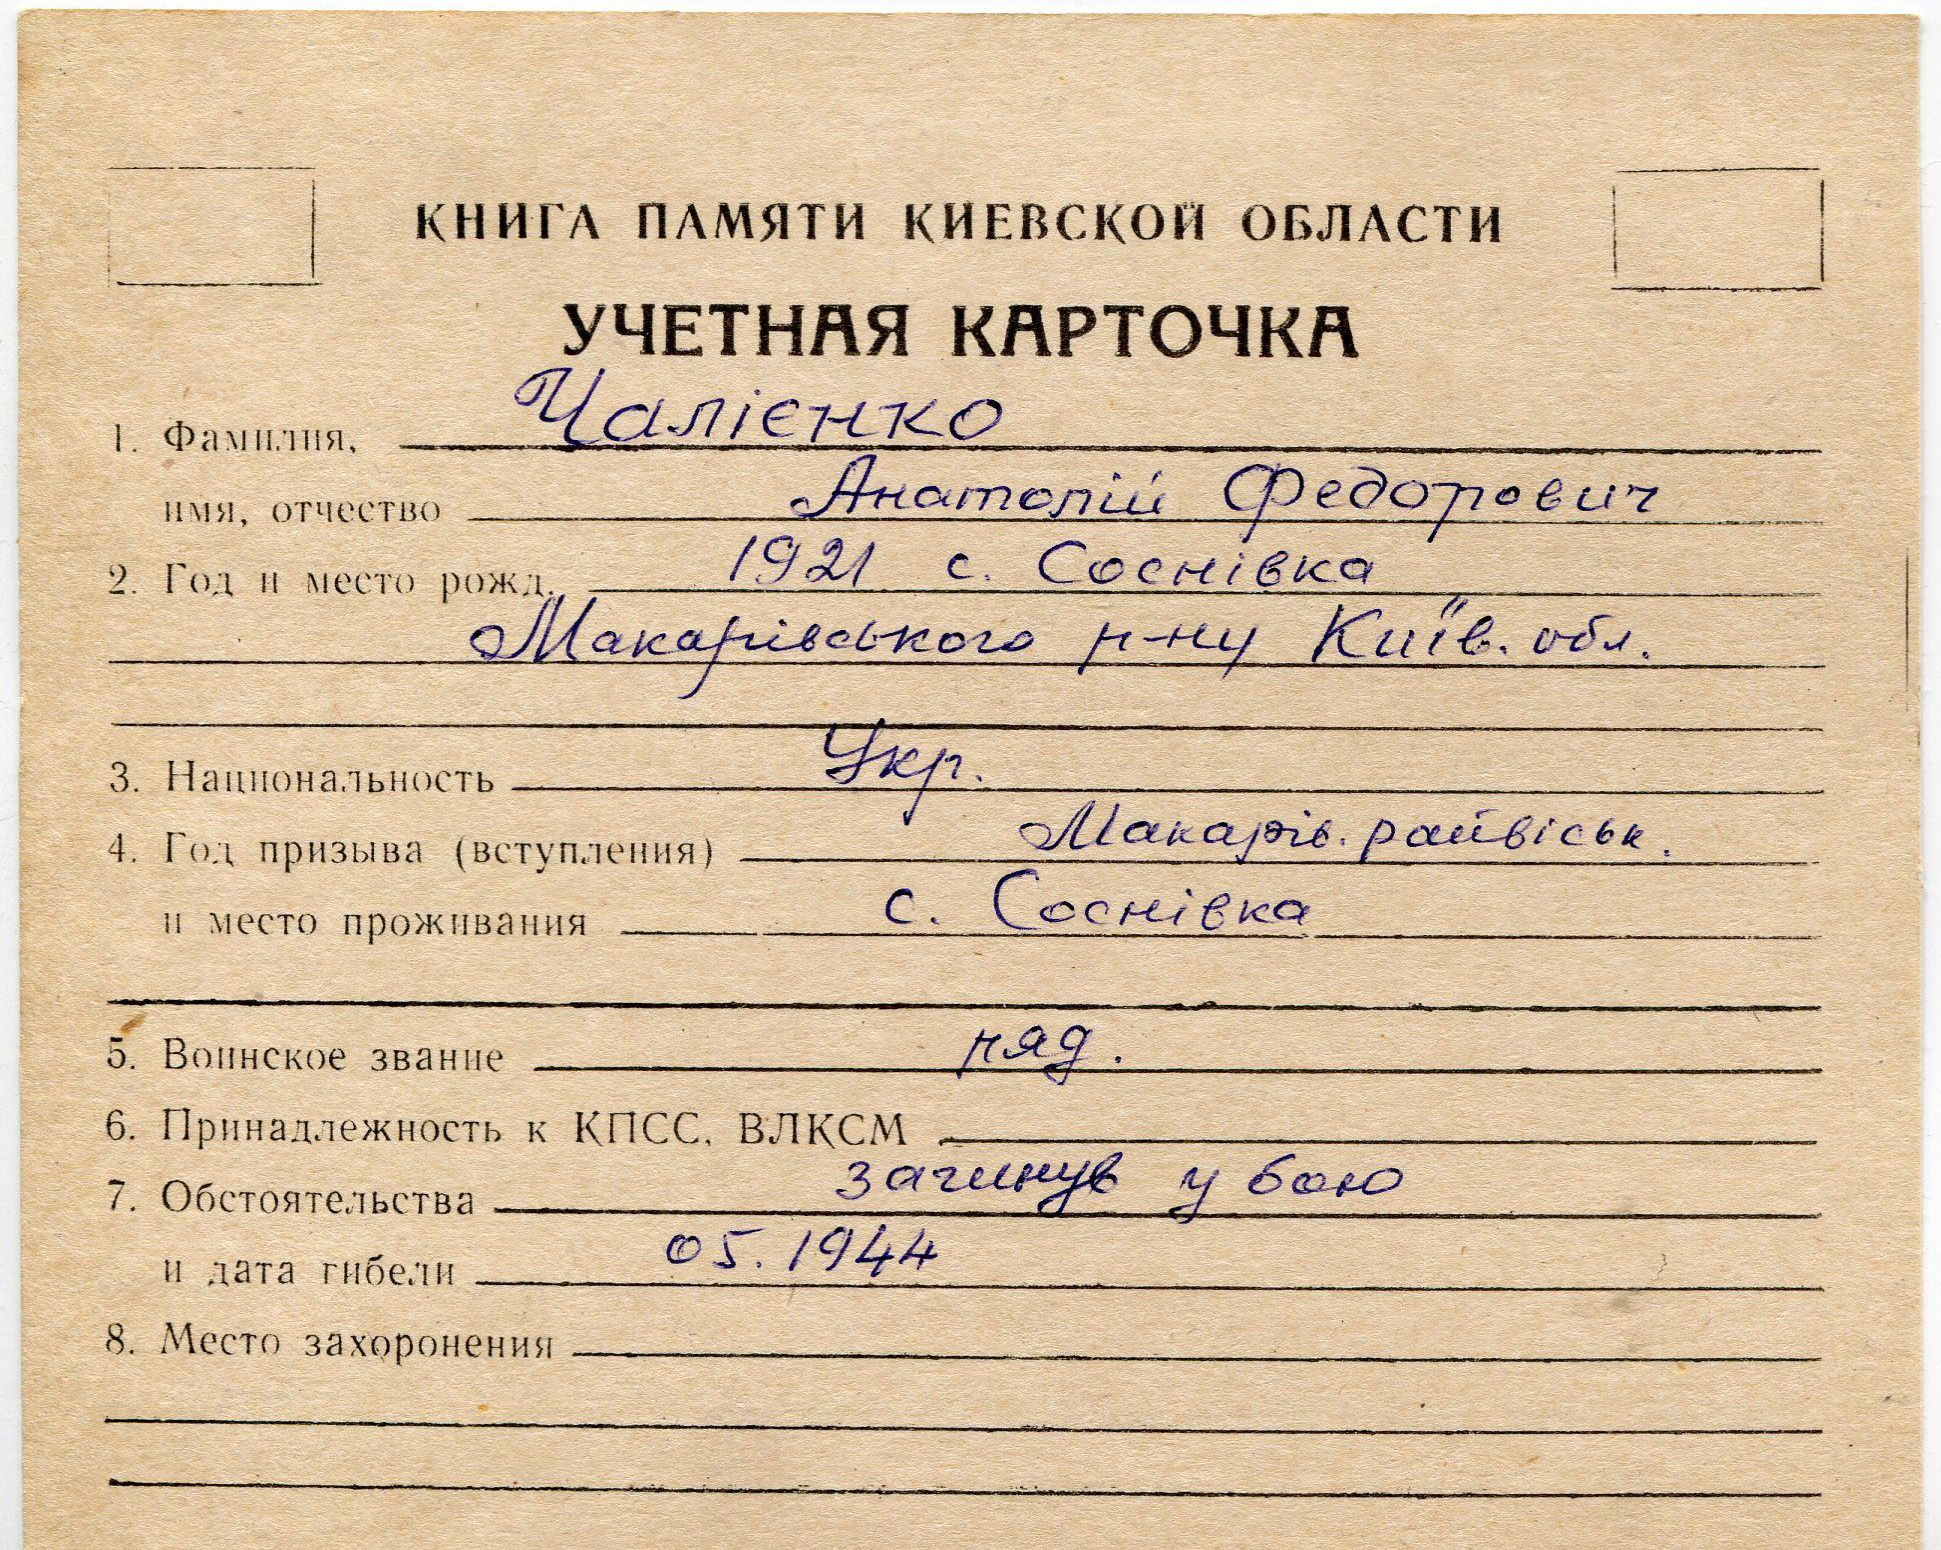 КНИГА ПАМЯТИ КИЕВСКОЙ ОБЛАСТИ
УЧЕТНАЯ КАРТОЧКА
1. Фамилия, Чалієнко
имя, отчество Анатолій Федорович
2. Год и место рожд. 1921 с. Соснівка
Макарівського р-ну Київ. обл.
3. Национальность Укр.
4. Год призыва (вступления) Макарів. райвіськ.
и место проживания с. Соснівка
5. Воинское звание ряд.
6. Принадлежность к КПСС, ВЛКСМ
7. Обстоятельства загинув у бою
и дата гибели 05.1944
8. Место захоронения